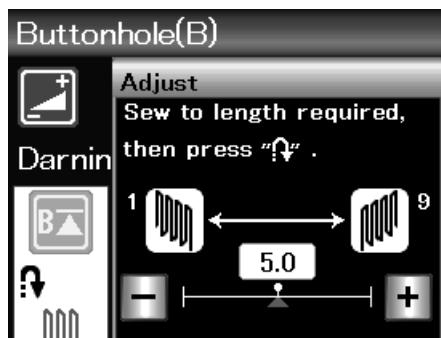 Buttonhole(B)
Adjust
Sew to length required,
then press “ ” .
Darnin
B
1
9
5.0
− +